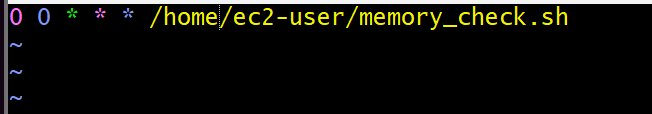 0 0 * * * /home/ec2-user/memory_check.sh
~
~
~